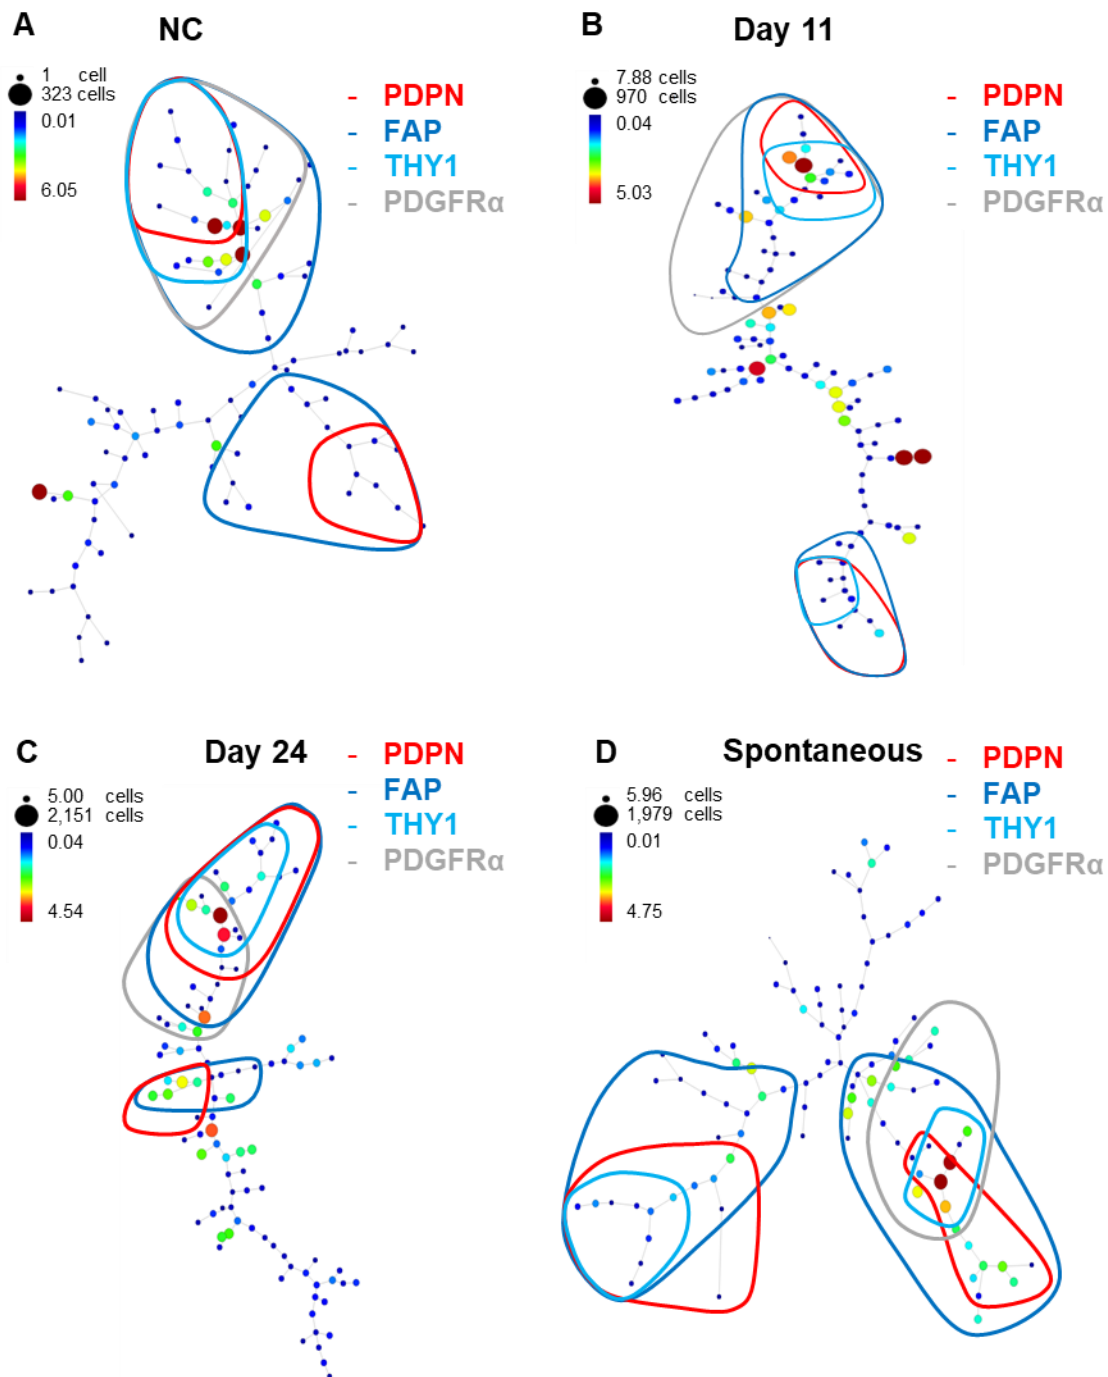 A
NC
1 cell
323 cells
0.01
6.05
- PDPN
- FAP
- THY1
- PDGFRα
B
Day 11
7.88 cells
970 cells
0.04
5.03
- PDPN
- FAP
- THY1
- PDGFRα
C
Day 24
5.00 cells
2,151 cells
0.04
4.54
- PDPN
- FAP
- THY1
- PDGFRα
D
Spontaneous
5.96 cells
1,979 cells
0.01
4.75
- PDPN
- FAP
- THY1
- PDGFRα